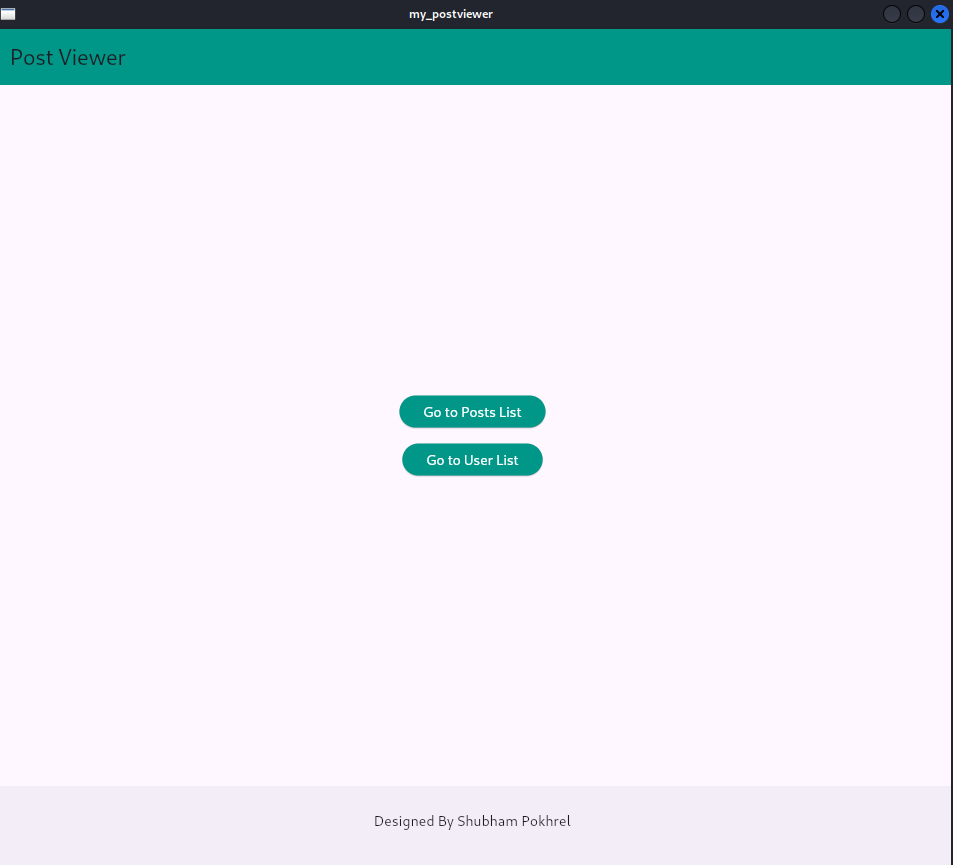 my_postviewer
Post Viewer
Go to Posts List
Go to User List
Designed By Shubham Pokhrel